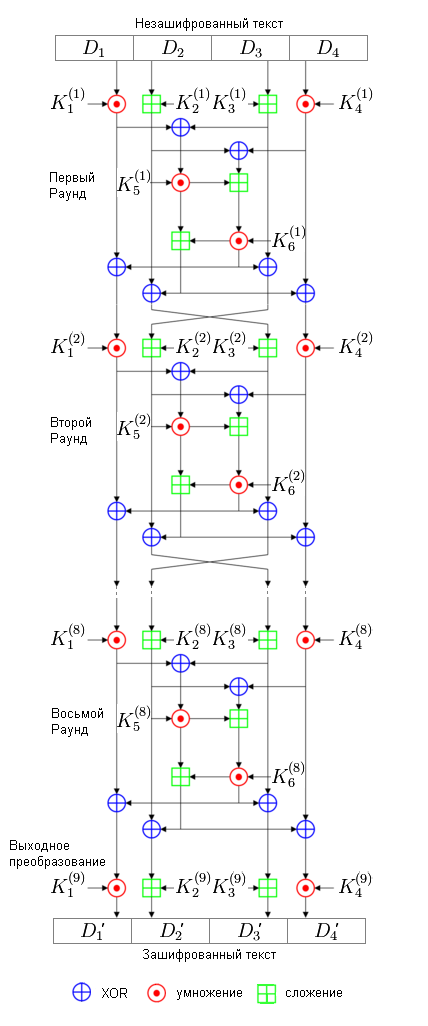 Незашифрованный текст
D₁ D₂ D₃ D₄
K₁⁽¹⁾ K₂⁽¹⁾ K₃⁽¹⁾ K₄⁽¹⁾
Первый
Раунд
K₅⁽¹⁾
K₆⁽¹⁾
K₁⁽²⁾ K₂⁽²⁾ K₃⁽²⁾ K₄⁽²⁾
Второй
Раунд
K₅⁽²⁾
K₆⁽²⁾
K₁⁽⁸⁾ K₂⁽⁸⁾ K₃⁽⁸⁾ K₄⁽⁸⁾
Восьмой
Раунд
K₅⁽⁸⁾
K₆⁽⁸⁾
Выходное
преобразование
K₁⁽⁹⁾ K₂⁽⁹⁾ K₃⁽⁹⁾ K₄⁽⁹⁾
D₁' D₂' D₃' D₄'
Зашифрованный текст
XOR умножение сложение